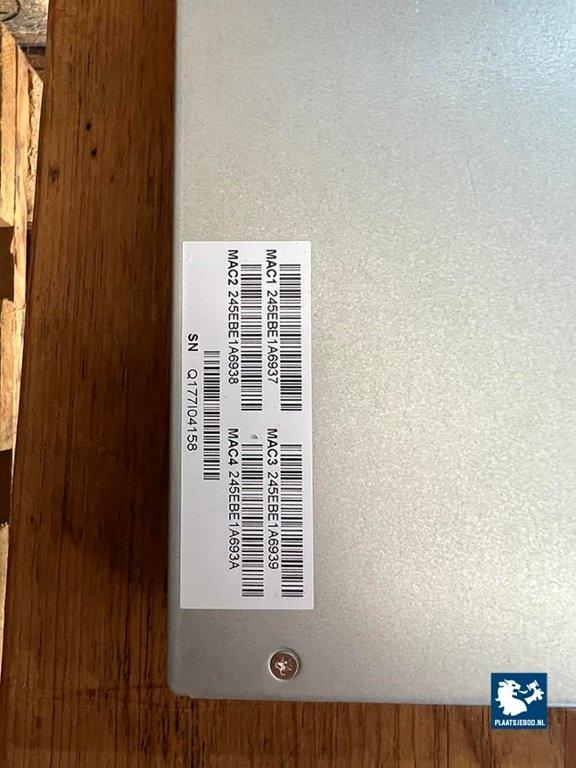 MAC1 245EBE1A6937
MAC2 245EBE1A6938
MAC3 245EBE1A6939
MAC4 245EBE1A693A
SN Q177I04158
PLAATSJEBOD.NL